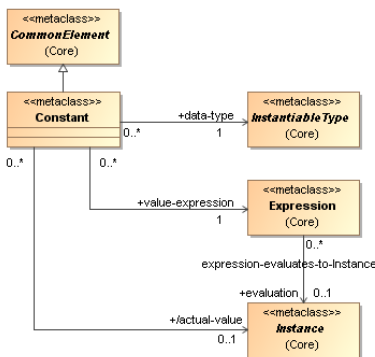 <<metaclass>>
CommonElement
(Core)
<<metaclass>>
Constant
0..*
+data-type
1
<<metaclass>>
InstantiableType
(Core)
0..*
0..*
+value-expression
1
<<metaclass>>
Expression
(Core)
0..*
expression-evaluates-to-Instance
+evaluation
0..1
+/actual-value
0..1
<<metaclass>>
Instance
(Core)